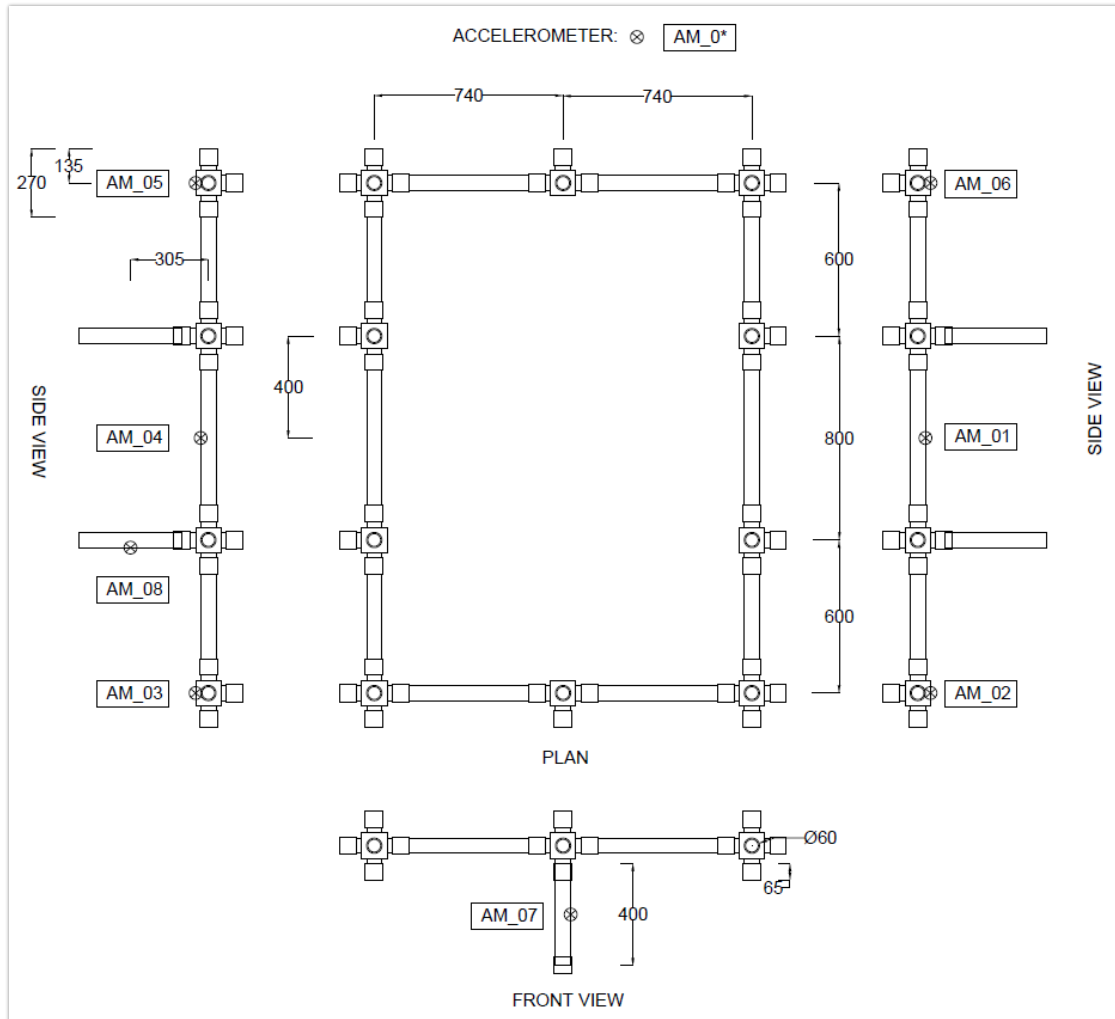 ACCELEROMETER: AM_0*
740 740
135
270
AM_05
AM_06
305
600
400
SIDE VIEW
AM_04
800
AM_01
SIDE VIEW
AM_08
600
AM_03
AM_02
PLAN
Ø60
65
AM_07
400
FRONT VIEW